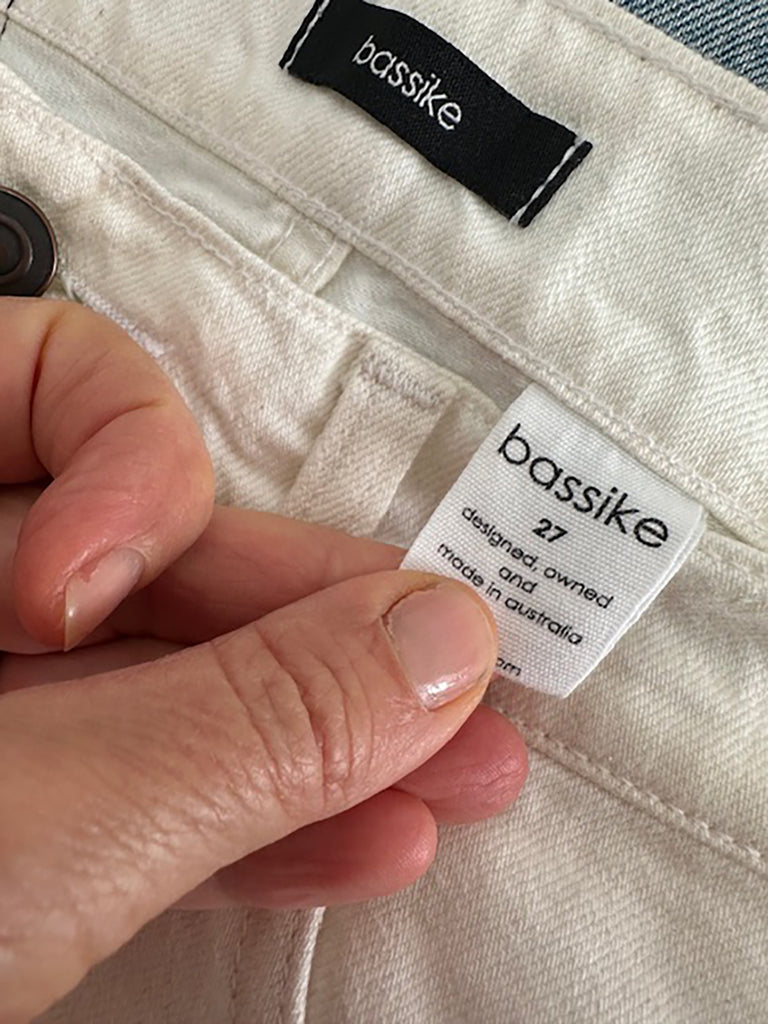 bassike
bassike
27
designed, owned
and
made in australia